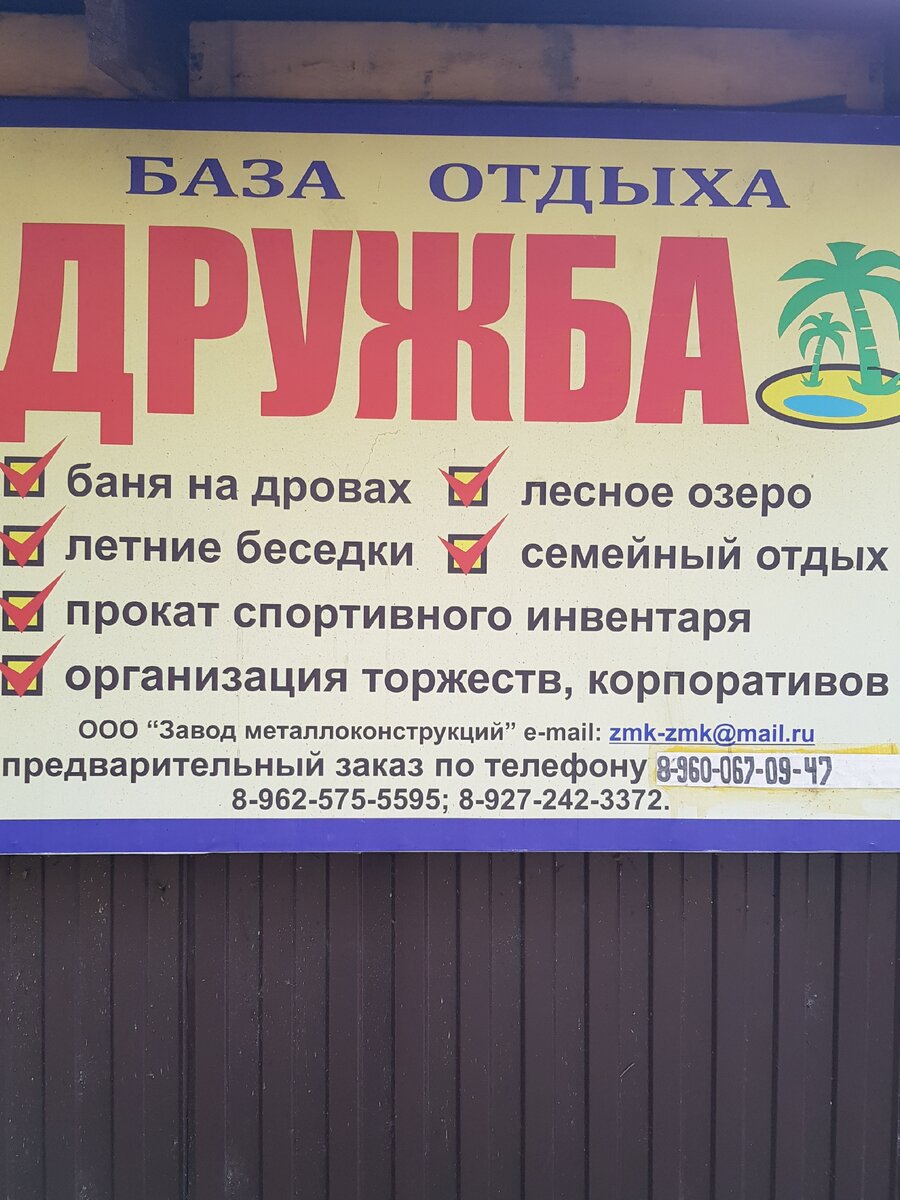 БАЗА ОТДЫХА
ДРУЖБА
баня на дровах лесное озеро
летние беседки семейный отдых
прокат спортивного инвентаря
организация торжеств, корпоративов
ООО “Завод металлоконструкций” e-mail: zmk-zmk@mail.ru
предварительный заказ по телефону 8-960-067-09-47
8-962-575-5595; 8-927-242-3372.